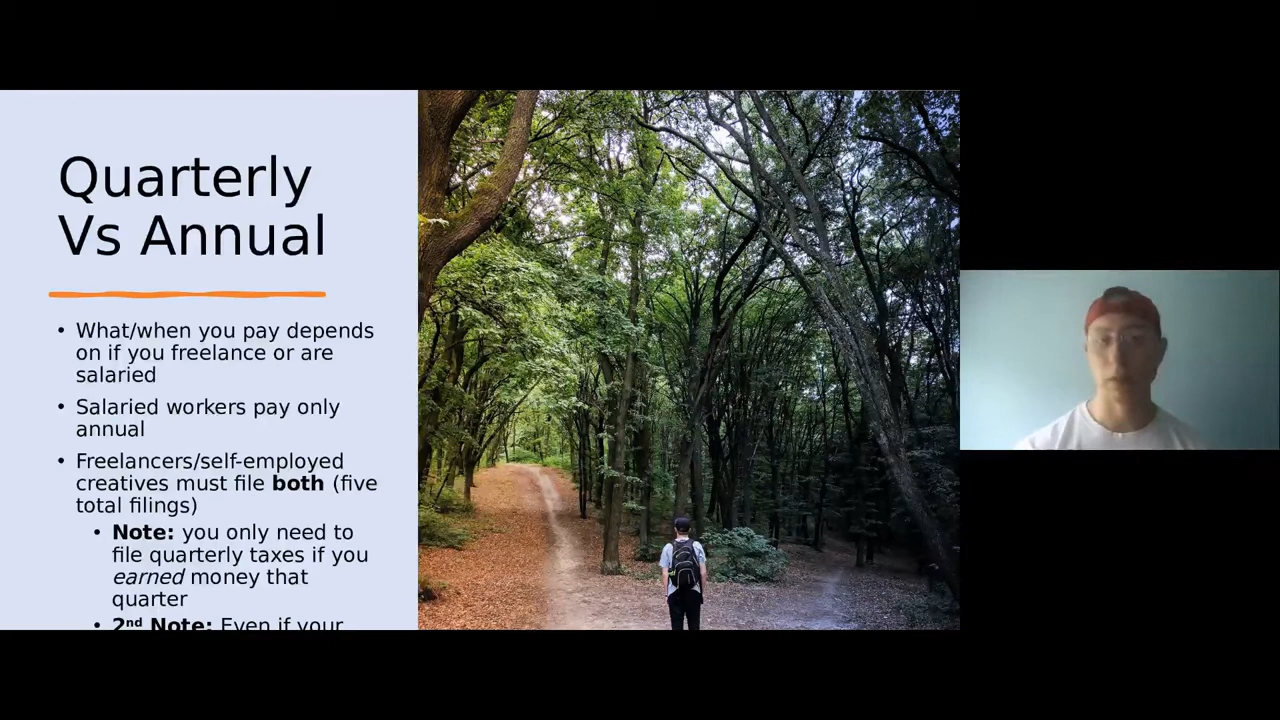 Quarterly
Vs Annual
• What/when you pay depends
on if you freelance or are
salaried
• Salaried workers pay only
annual
• Freelancers/self-employed
creatives must file both (five
total filings)
• Note: you only need to
file quarterly taxes if you
earned money that
quarter
• 2nd Note: Even if your